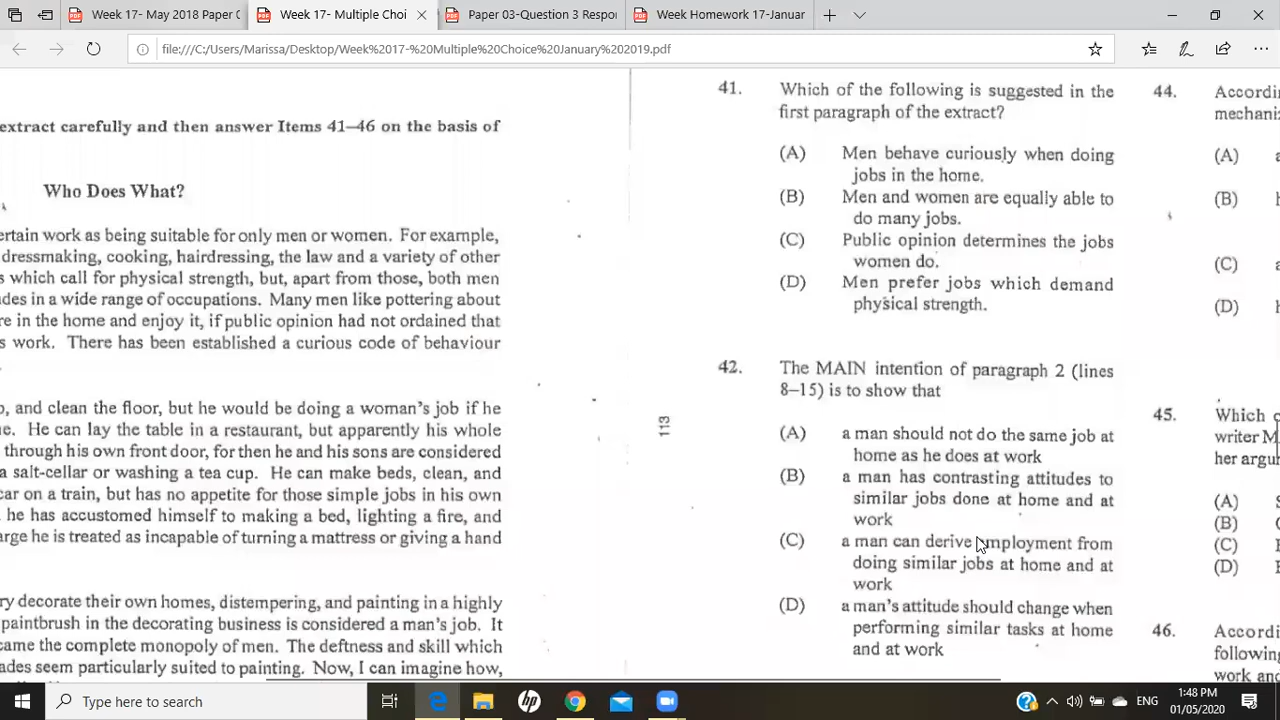 Week 17- May 2018 Paper
Week 17- Multiple Choi
Paper 03-Question 3 Respor
Week Homework 17-Januar
file:///C:/Users/Marissa/Desktop/Week%2017-%20Multiple%20Choice%20January%202019.pdf
extract carefully and then answer Items 41–46 on the basis of
Who Does What?
ertain work as being suitable for only men or women. For example,
dressmaking, cooking, hairdressing, the law and a variety of other
s which call for physical strength, but, apart from those, both men
des in a wide range of occupations. Many men like pottering about
re in the home and enjoy it, if public opinion had not ordained that
s work. There has been established a curious code of behaviour
, and clean the floor, but he would be doing a woman's job if he
e. He can lay the table in a restaurant, but apparently his whole
through his own front door, for then he and his sons are considered
a salt-cellar or washing a tea cup. He can make beds, clean, and
car on a train, but has no appetite for those simple jobs in his own
he has accustomed himself to making a bed, lighting a fire, and
arge he is treated as incapable of turning a mattress or giving a hand
ry decorate their own homes, distempering, and painting in a highly
paintbrush in the decorating business is considered a man's job. It
came the complete monopoly of men. The deftness and skill which
ades seem particularly suited to painting. Now, I can imagine how,
113
41. Which of the following is suggested in the
first paragraph of the extract?
(A) Men behave curiously when doing
jobs in the home.
(B) Men and women are equally able to
do many jobs.
(C) Public opinion determines the jobs
women do.
(D) Men prefer jobs which demand
physical strength.
42. The MAIN intention of paragraph 2 (lines
8–15) is to show that
(A) a man should not do the same job at
home as he does at work
(B) a man has contrasting attitudes to
similar jobs done at home and at
work
(C) a man can derive employment from
doing similar jobs at home and at
work
(D) a man's attitude should change when
performing similar tasks at home
and at work
44. Accordi
mechani
(A) a
(B) h
(C) a
(D) h
45. Which o
writer M
her argu
(A) S
(B) C
(C)
(D)
46. Accordi
following
work and
Type here to search
hp
ENG
1:48 PM
01/05/2020